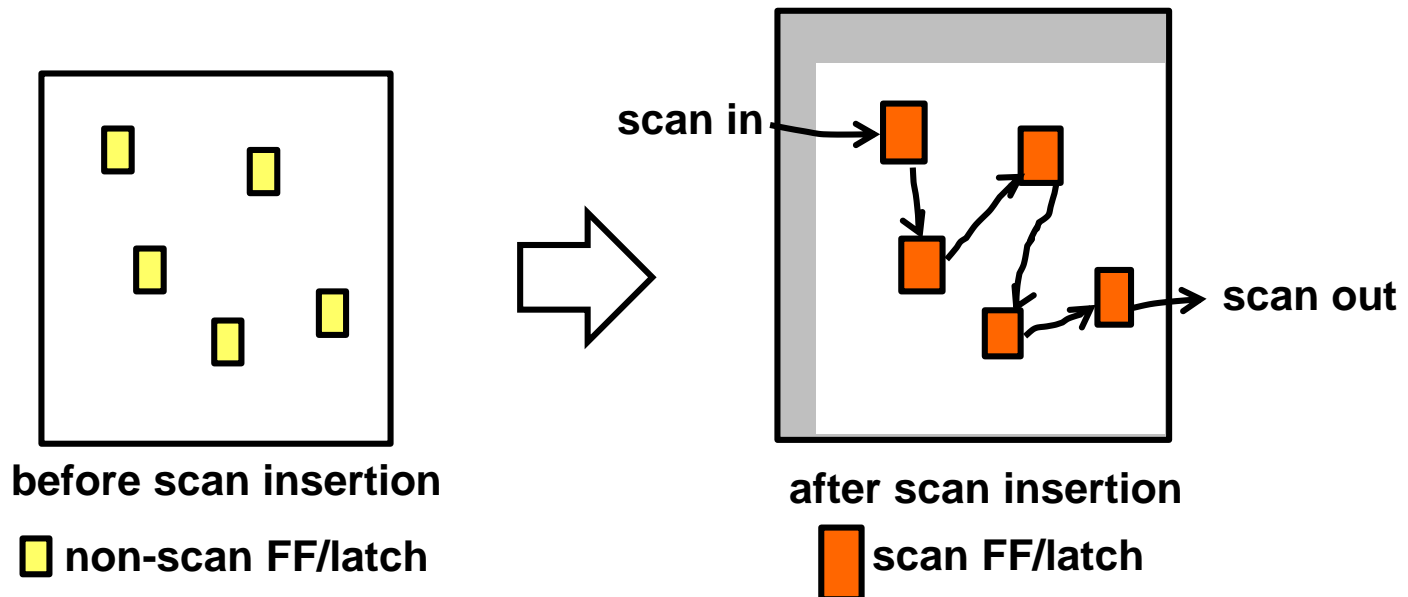 scan in
scan out
before scan insertion
after scan insertion
non-scan FF/latch
scan FF/latch